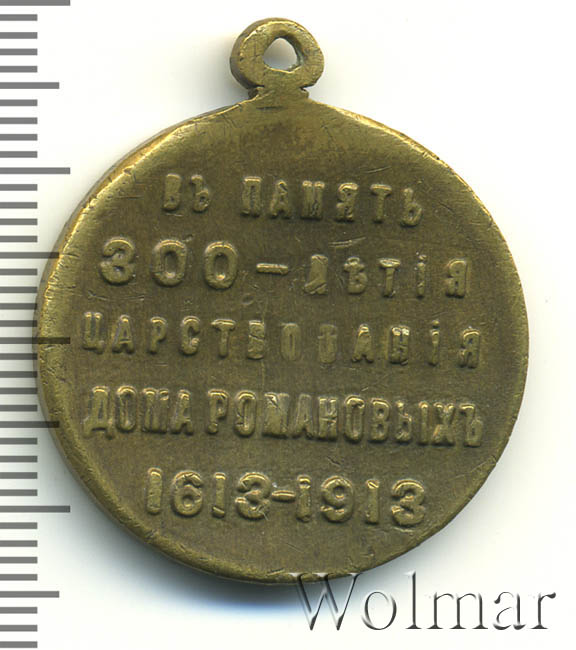 ВЪ ПАМЯТЬ
300-ЛѢТІЯ
ЦАРСТВОВАНІЯ
ДОМА РОМАНОВЫХЪ
1613-1913
Wolmar